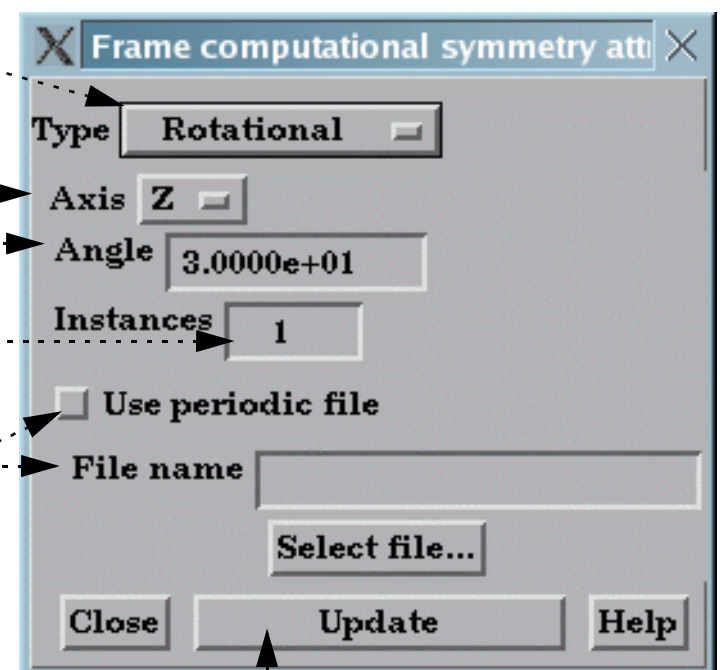 Frame computational symmetry att
Type Rotational
Axis Z
Angle 3.0000e+01
Instances 1
Use periodic file
File name
Select file...
Close Update Help